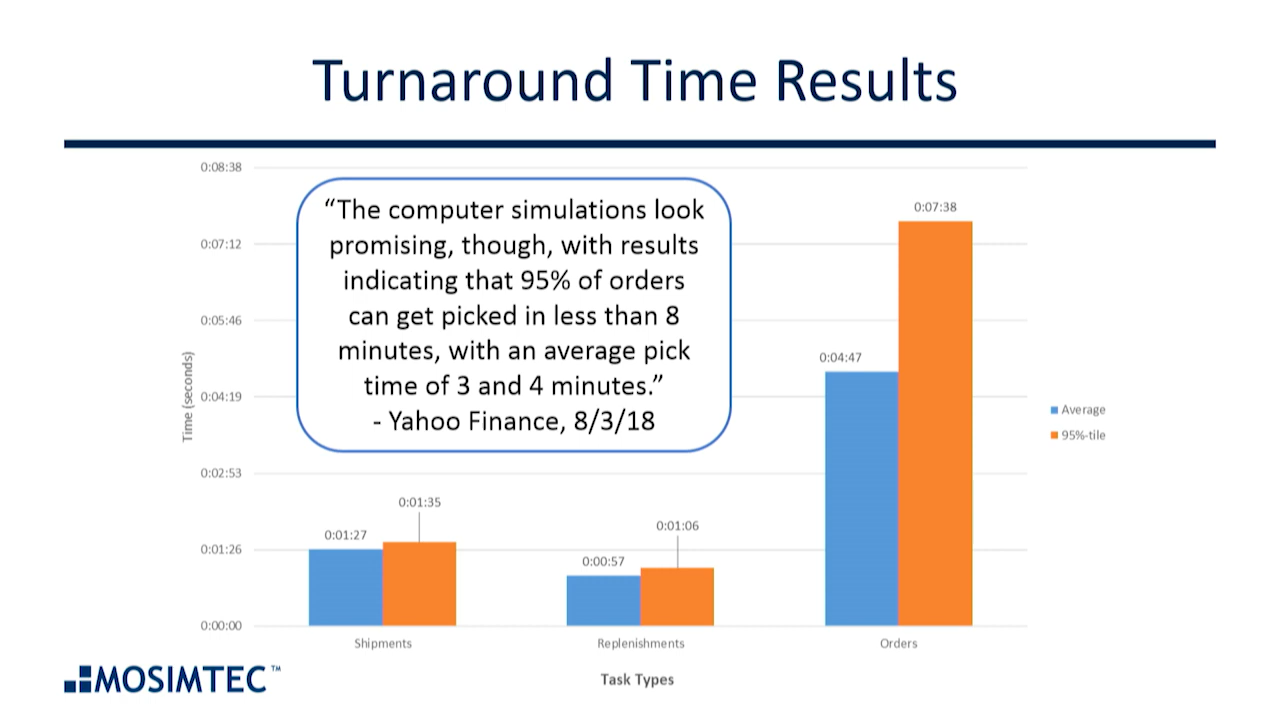 Turnaround Time Results
0:08:38
0:07:12
0:05:46
0:04:19
0:02:53
0:01:26
0:00:00
Time (seconds)
“The computer simulations look
promising, though, with results
indicating that 95% of orders
can get picked in less than 8
minutes, with an average pick
time of 3 and 4 minutes.”
- Yahoo Finance, 8/3/18
0:01:27
0:01:35
0:00:57
0:01:06
0:04:47
0:07:38
Average
95%-tile
Shipments
Replenishments
Orders
Task Types
MOSIMTEC™